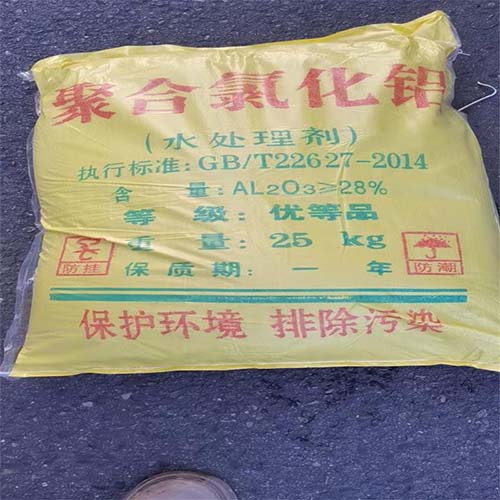 聚合氯化铝
(水处理剂)
执行标准:GB/T22627-2014
含 量:AL2O3≥28%
等 级:优等品
重 量:25 kg
防挂
保质期:一 年
防潮
保护环境 排除污染